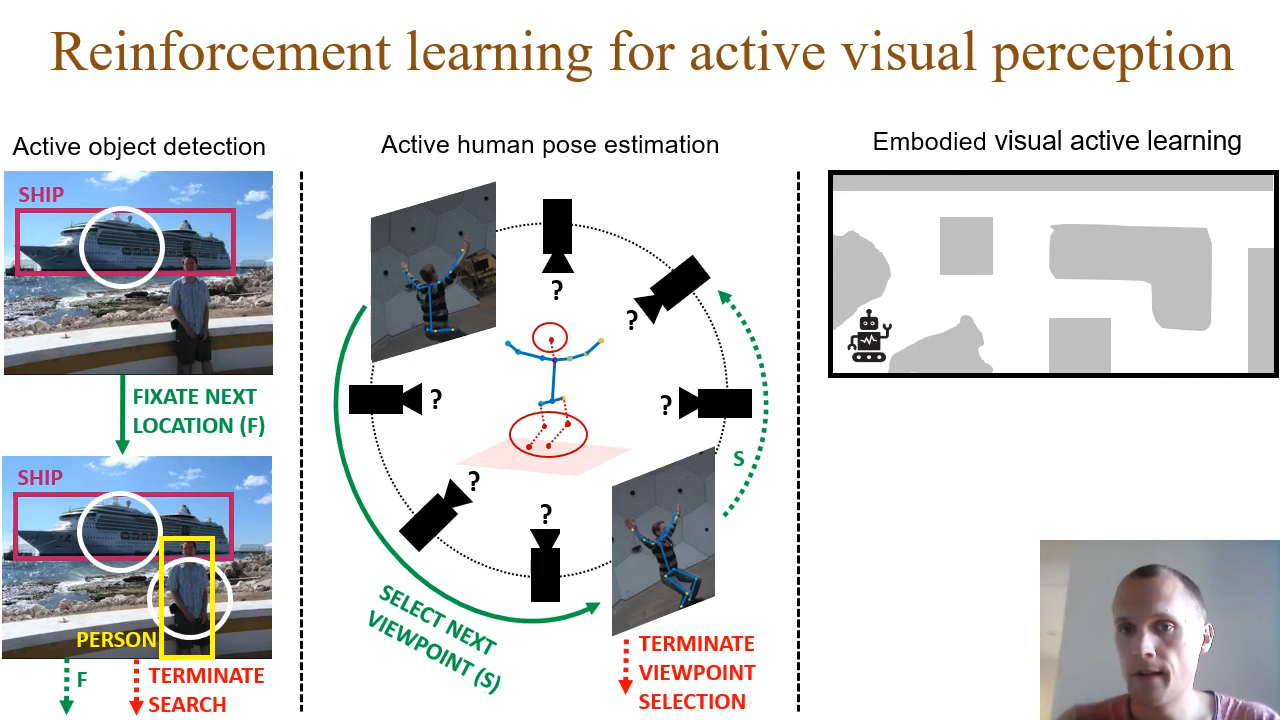 Reinforcement learning for active visual perception
Active object detection
SHIP
FIXATE NEXT
LOCATION (F)
SHIP
PERSON
F
TERMINATE
SEARCH
Active human pose estimation
?
?
?
?
?
?
S
SELECT NEXT
VIEWPOINT (S)
TERMINATE
VIEWPOINT
SELECTION
Embodied visual active learning